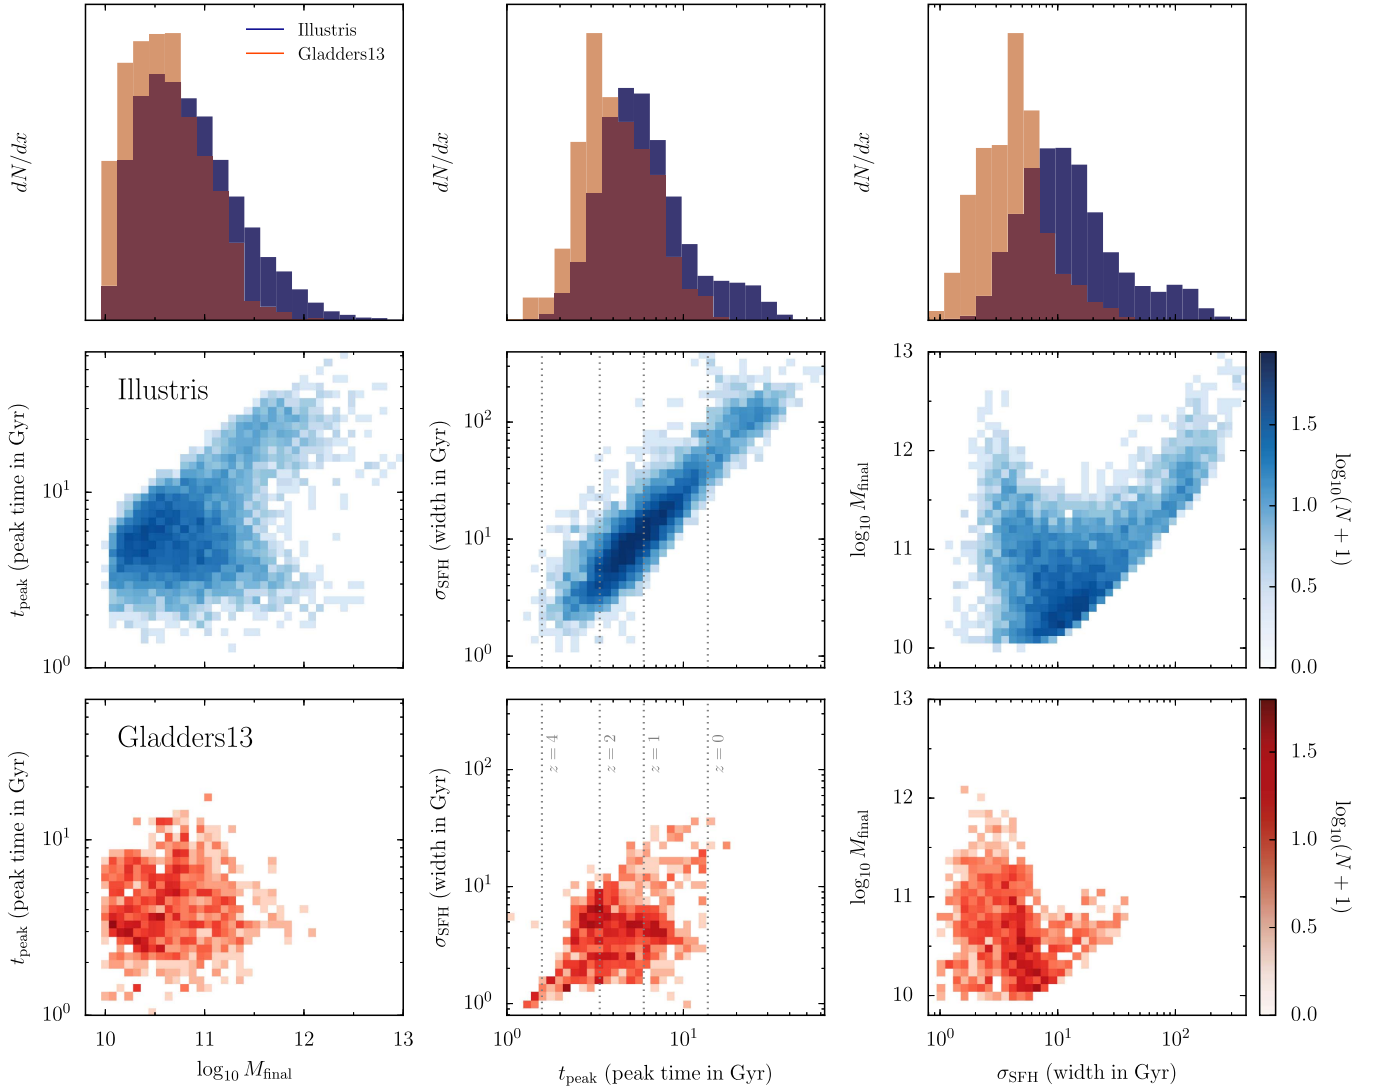 Illustris
Gladders13
dN/dx
dN/dx
dN/dx
Illustris
t_peak (peak time in Gyr)
10^1
10^0
σ_SFH (width in Gyr)
10^2
10^1
10^0
log_10 M_final
13
12
11
10
1.5
1.0
0.5
0.0
log_10(N + 1)
Gladders13
t_peak (peak time in Gyr)
10^1
10^0
10
11
12
13
log_10 M_final
σ_SFH (width in Gyr)
10^2
10^1
10^0
z = 4
z = 2
z = 1
z = 0
10^0
10^1
t_peak (peak time in Gyr)
log_10 M_final
13
12
11
10
10^0
10^1
10^2
σ_SFH (width in Gyr)
1.5
1.0
0.5
0.0
log_10(N + 1)